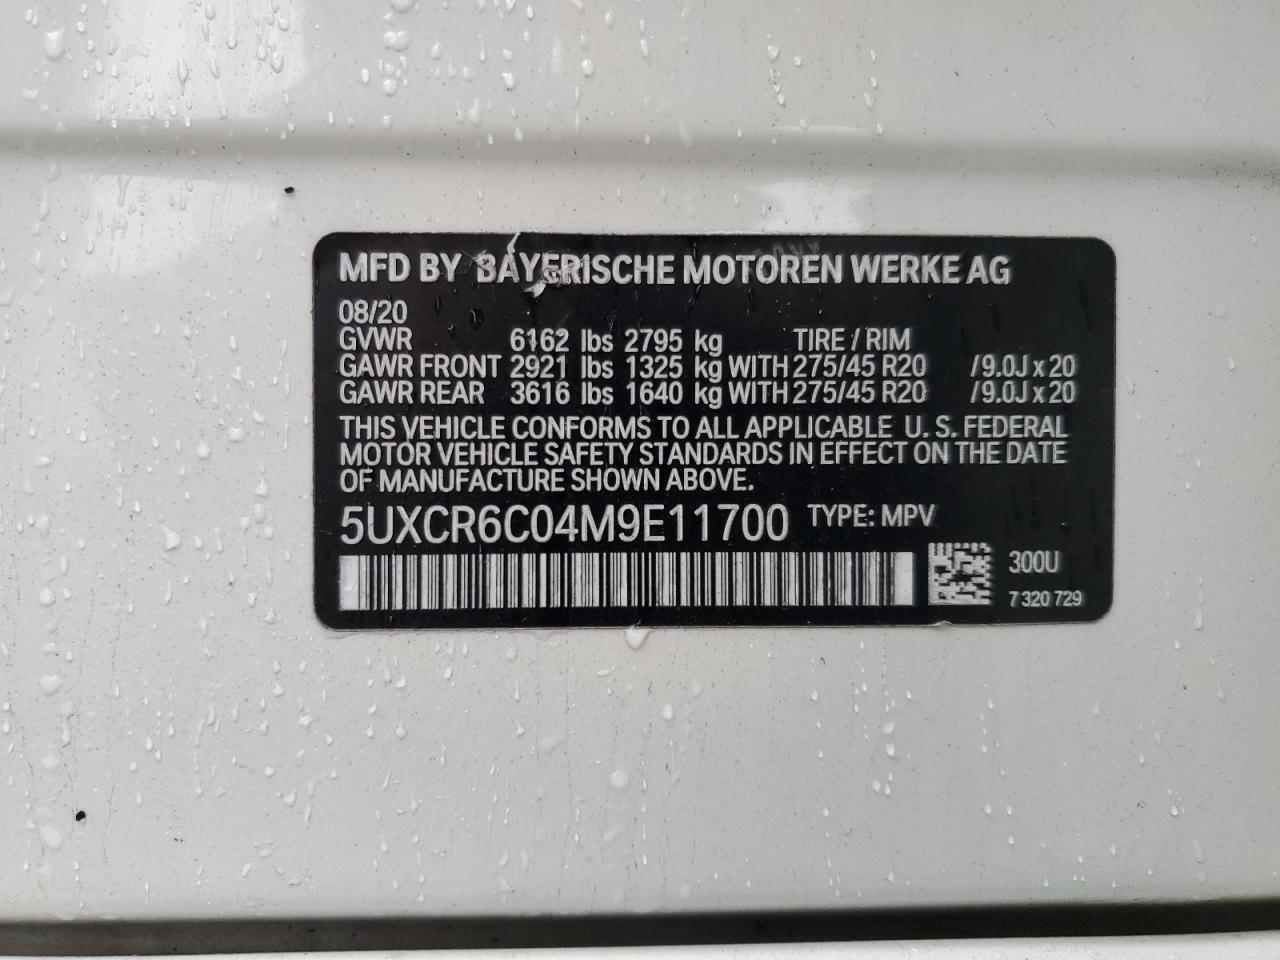 MFD BY BAYERISCHE MOTOREN WERKE AG
08/20
GVWR 6162 lbs 2795 kg TIRE / RIM
GAWR FRONT 2921 lbs 1325 kg WITH 275/45 R20 /9.0J x 20
GAWR REAR 3616 lbs 1640 kg WITH 275/45 R20 /9.0J x 20
THIS VEHICLE CONFORMS TO ALL APPLICABLE U. S. FEDERAL
MOTOR VEHICLE SAFETY STANDARDS IN EFFECT ON THE DATE
OF MANUFACTURE SHOWN ABOVE.
5UXCR6C04M9E11700 TYPE: MPV
300U
7 320 729